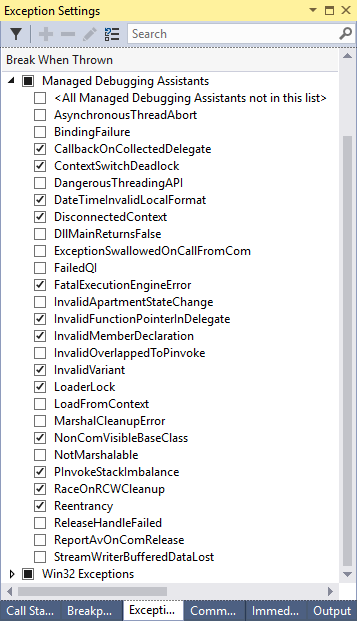 Exception Settings
Search
Break When Thrown
Managed Debugging Assistants
<All Managed Debugging Assistants not in this list>
AsynchronousThreadAbort
BindingFailure
CallbackOnCollectedDelegate
ContextSwitchDeadlock
DangerousThreadingAPI
DateTimeInvalidLocalFormat
DisconnectedContext
DllMainReturnsFalse
ExceptionSwallowedOnCallFromCom
FailedQI
FatalExecutionEngineError
InvalidApartmentStateChange
InvalidFunctionPointerInDelegate
InvalidMemberDeclaration
InvalidOverlappedToPinvoke
InvalidVariant
LoaderLock
LoadFromContext
MarshalCleanupError
NonComVisibleBaseClass
NotMarshalable
PInvokeStackImbalance
RaceOnRCWCleanup
Reentrancy
ReleaseHandleFailed
ReportAvOnComRelease
StreamWriterBufferedDataLost
Win32 Exceptions
Call Sta... Breakp... Excepti... Comm... Immed... Output